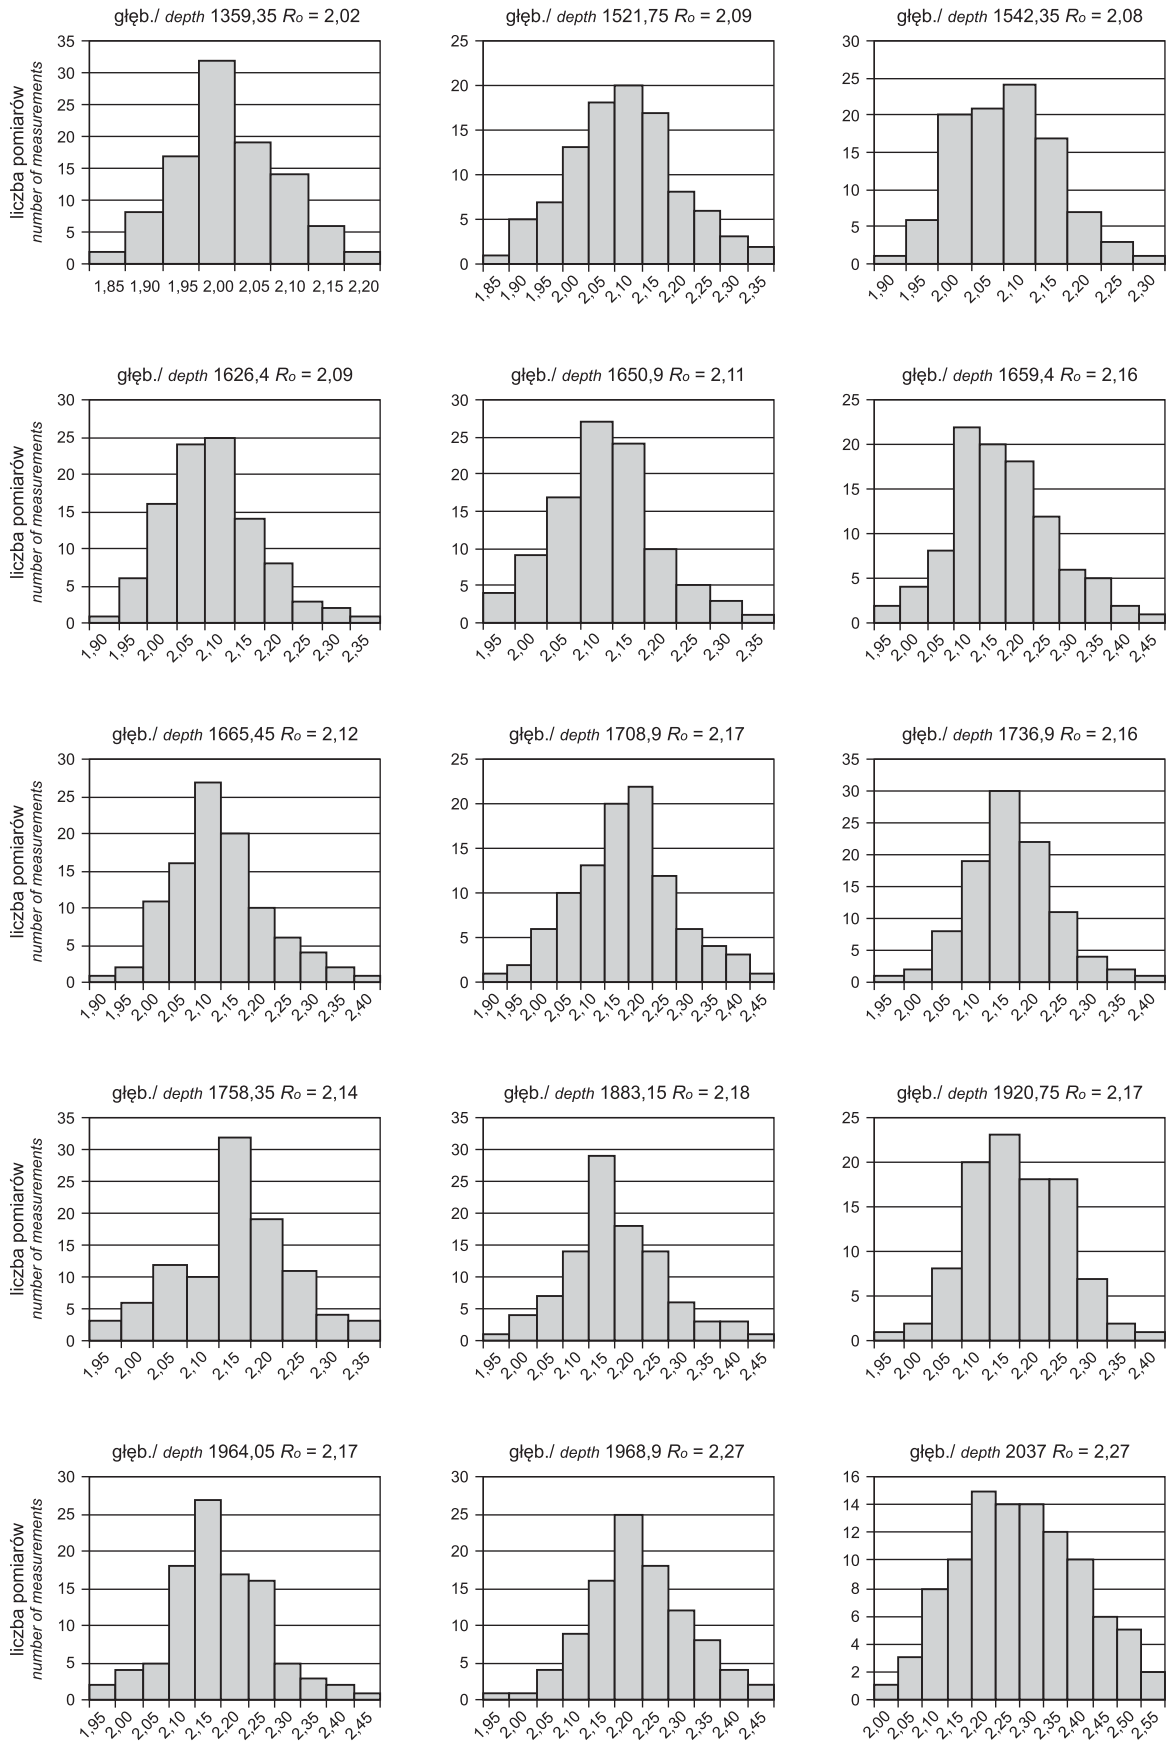 głęb./ depth 1359,35 Ro = 2,02
głęb./ depth 1521,75 Ro = 2,09
głęb./ depth 1542,35 Ro = 2,08
liczba pomiarów
number of measurements
35
30
25
20
15
10
5
0
1,85 1,90 1,95 2,00 2,05 2,10 2,15 2,20
25
20
15
10
5
0
1,85 1,90 1,95 2,00 2,05 2,10 2,15 2,20 2,25 2,30 2,35
30
25
20
15
10
5
0
1,90 1,95 2,00 2,05 2,10 2,15 2,20 2,25 2,30
głęb./ depth 1626,4 Ro = 2,09
głęb./ depth 1650,9 Ro = 2,11
głęb./ depth 1659,4 Ro = 2,16
liczba pomiarów
number of measurements
30
25
20
15
10
5
0
1,90 1,95 2,00 2,05 2,10 2,15 2,20 2,25 2,30 2,35
30
25
20
15
10
5
0
1,95 2,00 2,05 2,10 2,15 2,20 2,25 2,30 2,35
25
20
15
10
5
0
1,95 2,00 2,05 2,10 2,15 2,20 2,25 2,30 2,35 2,40 2,45
głęb./ depth 1665,45 Ro = 2,12
głęb./ depth 1708,9 Ro = 2,17
głęb./ depth 1736,9 Ro = 2,16
liczba pomiarów
number of measurements
30
25
20
15
10
5
0
1,90 1,95 2,00 2,05 2,10 2,15 2,20 2,25 2,30 2,35 2,40
25
20
15
10
5
0
1,90 1,95 2,00 2,05 2,10 2,15 2,20 2,25 2,30 2,35 2,40 2,45
35
30
25
20
15
10
5
0
1,95 2,00 2,05 2,10 2,15 2,20 2,25 2,30 2,35 2,40
głęb./ depth 1758,35 Ro = 2,14
głęb./ depth 1883,15 Ro = 2,18
głęb./ depth 1920,75 Ro = 2,17
liczba pomiarów
number of measurements
35
30
25
20
15
10
5
0
1,95 2,00 2,05 2,10 2,15 2,20 2,25 2,30 2,35
35
30
25
20
15
10
5
0
1,95 2,00 2,05 2,10 2,15 2,20 2,25 2,30 2,35 2,40 2,45
25
20
15
10
5
0
1,95 2,00 2,05 2,10 2,15 2,20 2,25 2,30 2,35 2,40
głęb./ depth 1964,05 Ro = 2,17
głęb./ depth 1968,9 Ro = 2,27
głęb./ depth 2037 Ro = 2,27
liczba pomiarów
number of measurements
30
25
20
15
10
5
0
1,95 2,00 2,05 2,10 2,15 2,20 2,25 2,30 2,35 2,40 2,45
30
25
20
15
10
5
0
1,95 2,00 2,05 2,10 2,15 2,20 2,25 2,30 2,35 2,40 2,45
16
14
12
10
8
6
4
2
0
2,00 2,05 2,10 2,15 2,20 2,25 2,30 2,35 2,40 2,45 2,50 2,55